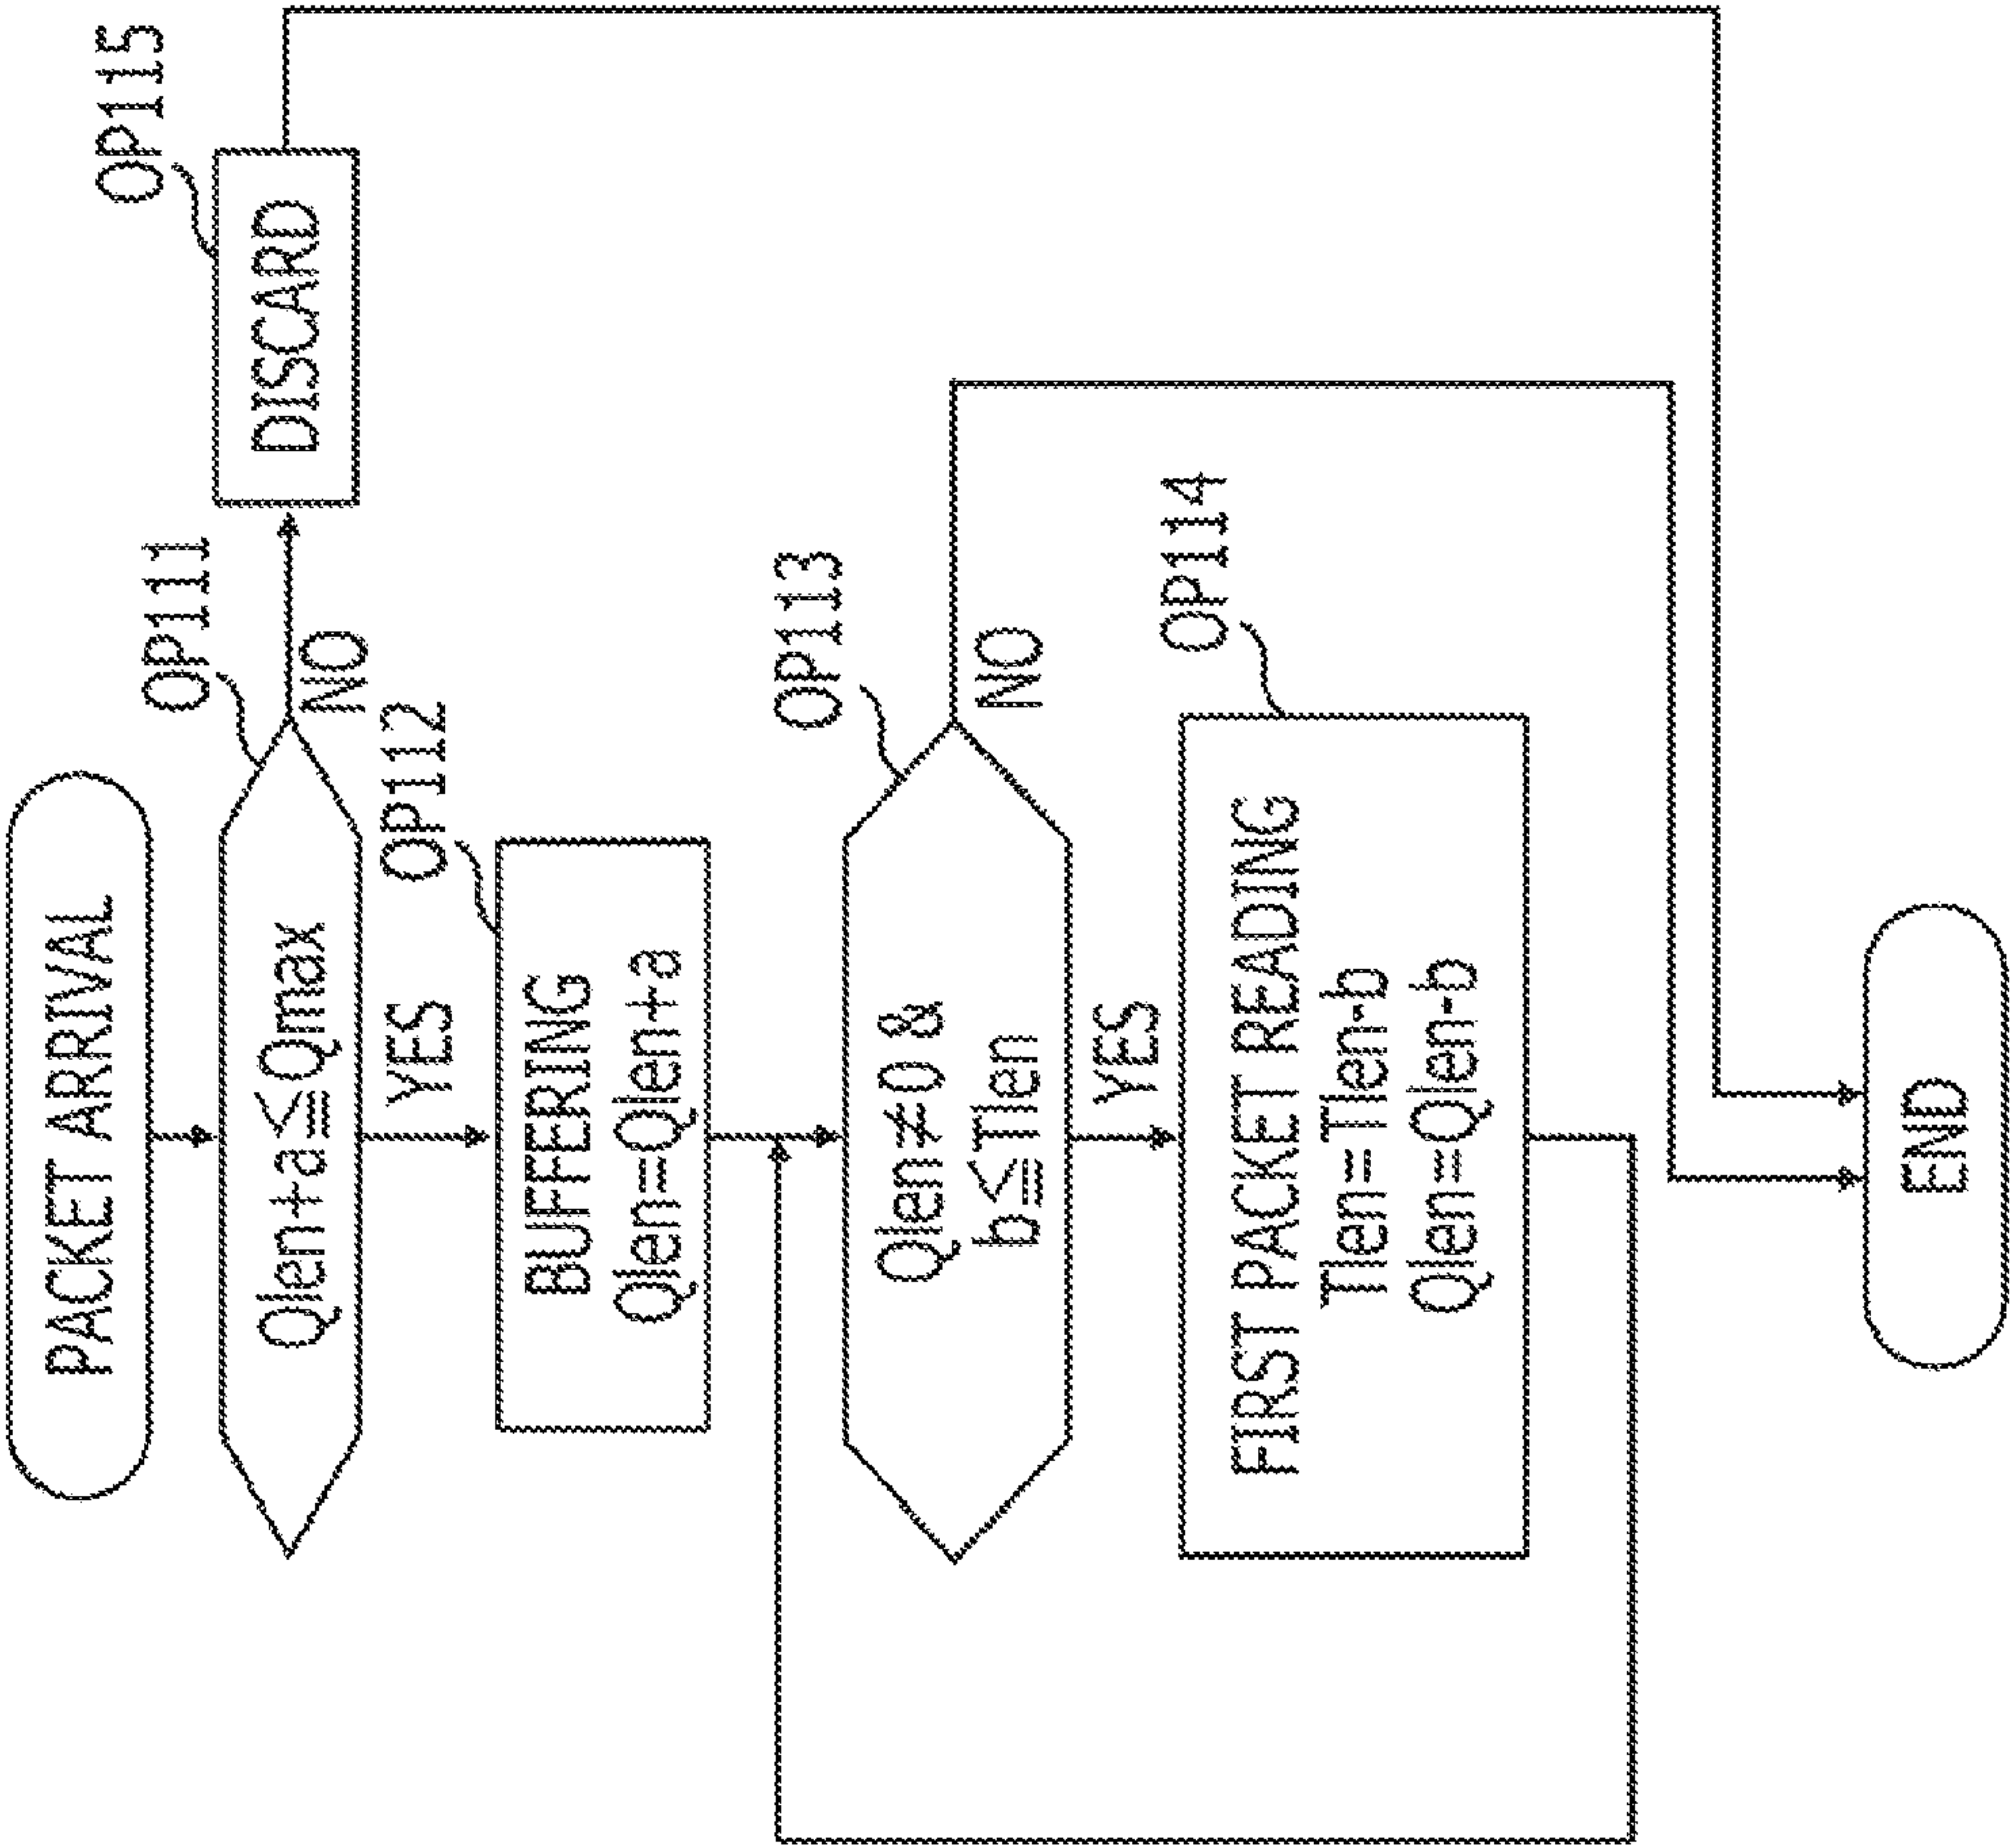 PACKET ARRIVAL
OP111
Qlen+a≦Qmax
NO
OP115
DISCARD
YES
OP112
BUFFERING
Qlen=Qlen+a
OP113
Qlen≠0 &
b≦Tlen
NO
YES
OP114
FIRST PACKET READING
Tlen=Tlen-b
Qlen=Qlen-b
END